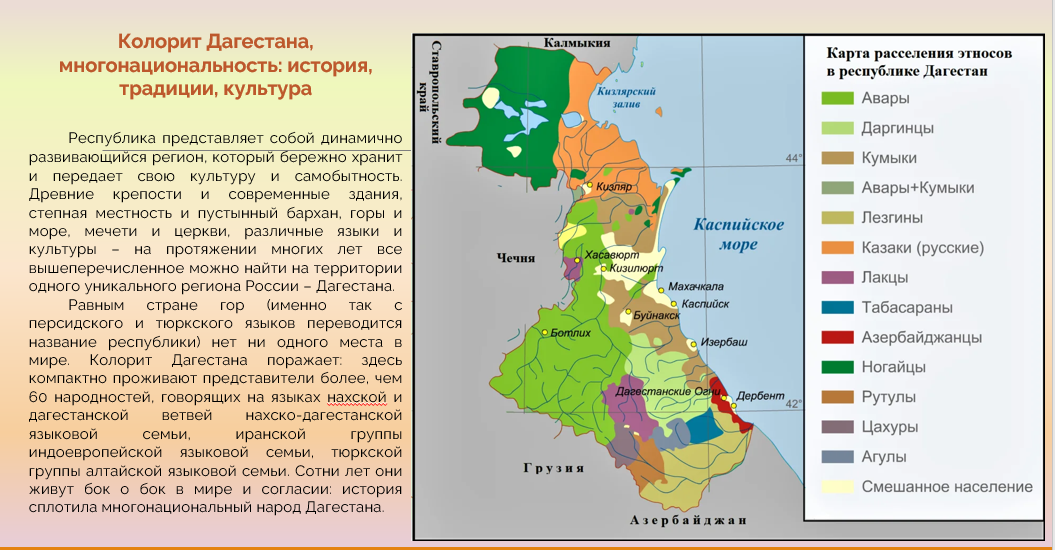 Колорит Дагестана,
многонациональность: история,
традиции, культура
Республика представляет собой динамично
развивающийся регион, который бережно хранит
и передает свою культуру и самобытность.
Древние крепости и современные здания,
степная местность и пустынный бархан, горы и
море, мечети и церкви, различные языки и
культуры – на протяжении многих лет все
вышеперечисленное можно найти на территории
одного уникального региона России – Дагестана.
Равным стране гор (именно так с
персидского и тюркского языков переводится
название республики) нет ни одного места в
мире. Колорит Дагестана поражает: здесь
компактно проживают представители более, чем
60 народностей, говорящих на языках нахской и
дагестанской ветвей нахско-дагестанской
языковой семьи, иранской группы
индоевропейской языковой семьи, тюркской
группы алтайской языковой семьи. Сотни лет они
живут бок о бок в мире и согласии: история
сплотила многонациональный народ Дагестана.
Калмыкия
Ставропольский
край
Кизлярский
залив
44°
Кизляр
Каспийское
море
Чечня
Хасавюрт
Кизилюрт
Махачкала
Каспийск
Буйнакск
Ботлих
Изербаш
Дагестанские Огни
Дербент
42°
Грузия
Азербайджан
Карта расселения этносов
в республике Дагестан
Авары
Даргинцы
Кумыки
Авары+Кумыки
Лезгины
Казаки (русские)
Лакцы
Табасараны
Азербайджанцы
Ногайцы
Рутулы
Цахуры
Агулы
Смешанное население